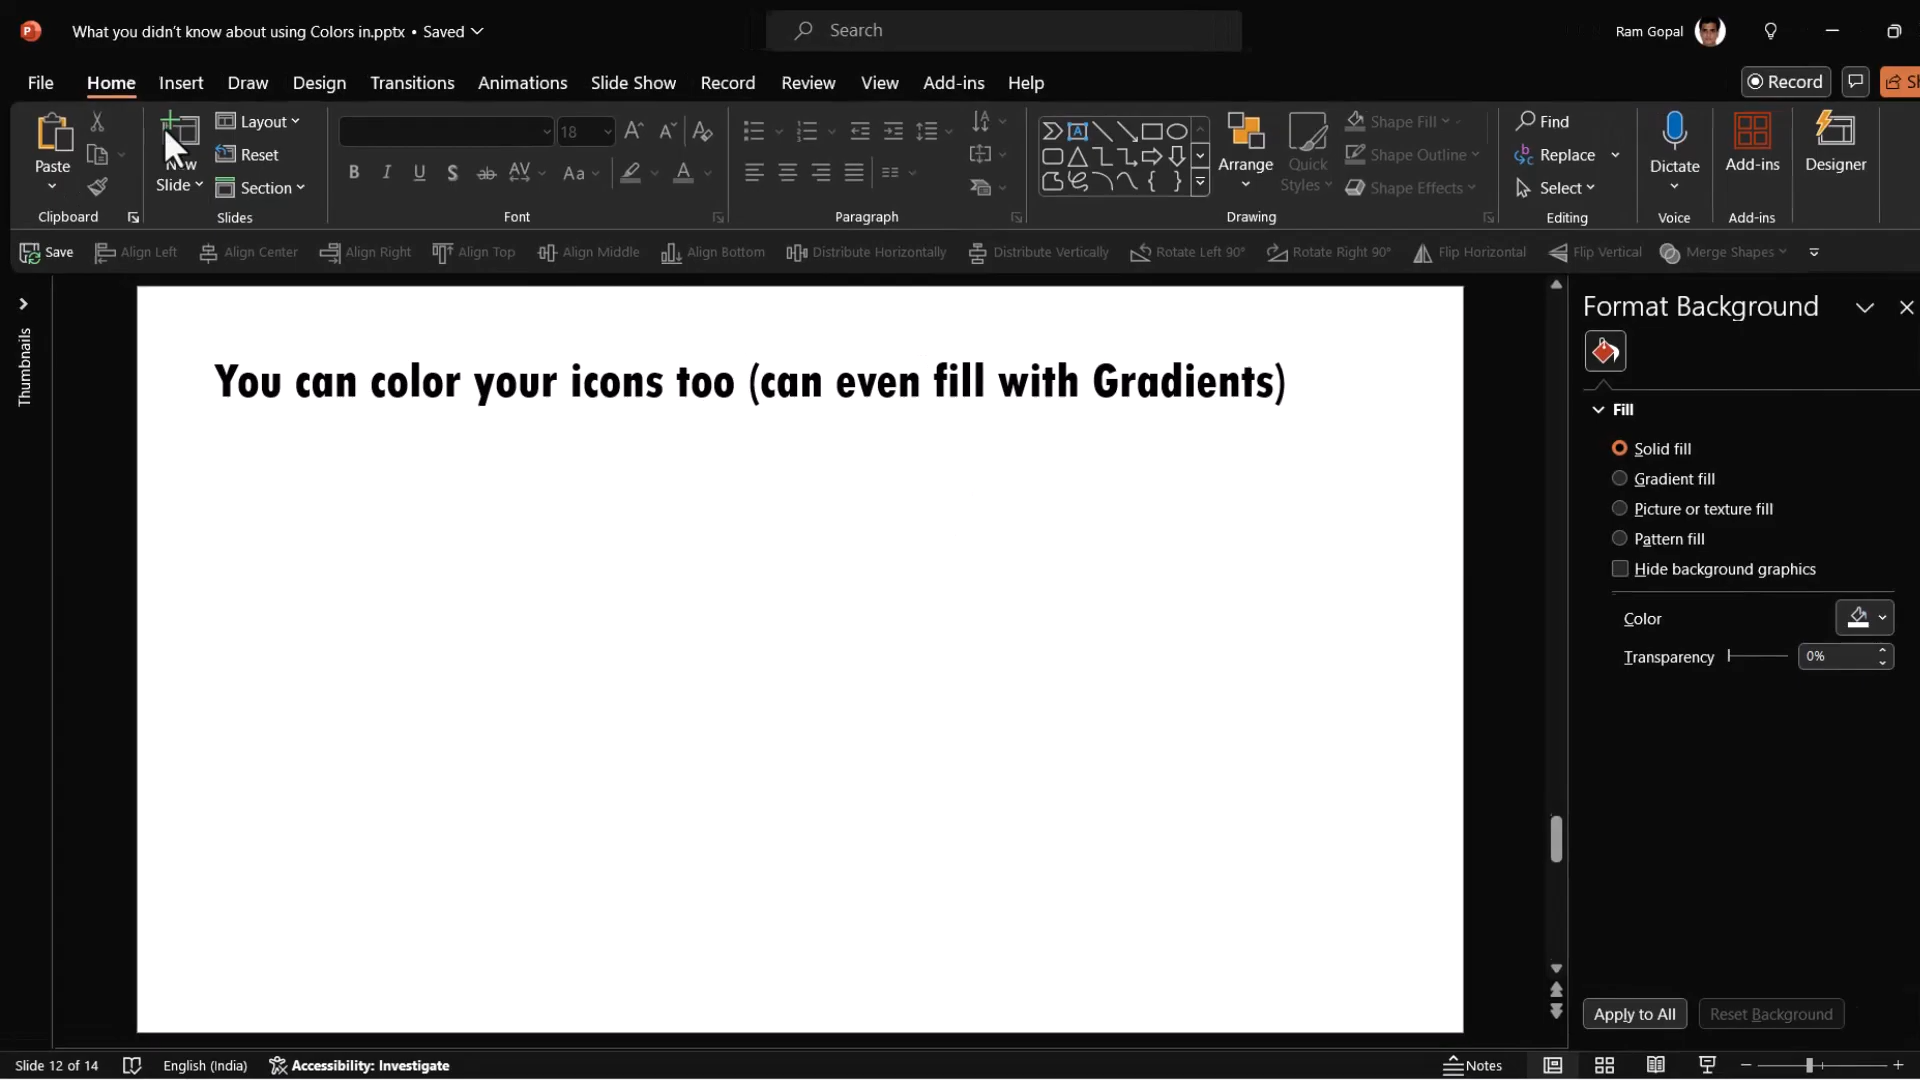 What you didn't know about using Colors in.pptx • Saved
Search
Ram Gopal
File Home Insert Draw Design Transitions Animations Slide Show Record Review View Add-ins Help
Record
Sh
Paste
New Slide
Layout
Reset
Section
18
Shape Fill
Shape Outline
Shape Effects
Arrange
Quick Styles
Find
Replace
Select
Dictate
Add-ins
Designer
Clipboard Slides Font Paragraph Drawing Editing Voice Add-ins
Save Align Left Align Center Align Right Align Top Align Middle Align Bottom Distribute Horizontally Distribute Vertically Rotate Left 90° Rotate Right 90° Flip Horizontal Flip Vertical Merge Shapes
Thumbnails
You can color your icons too (can even fill with Gradients)
Format Background
Fill
Solid fill
Gradient fill
Picture or texture fill
Pattern fill
Hide background graphics
Color
Transparency 0%
Apply to All Reset Background
Slide 12 of 14 English (India) Accessibility: Investigate Notes